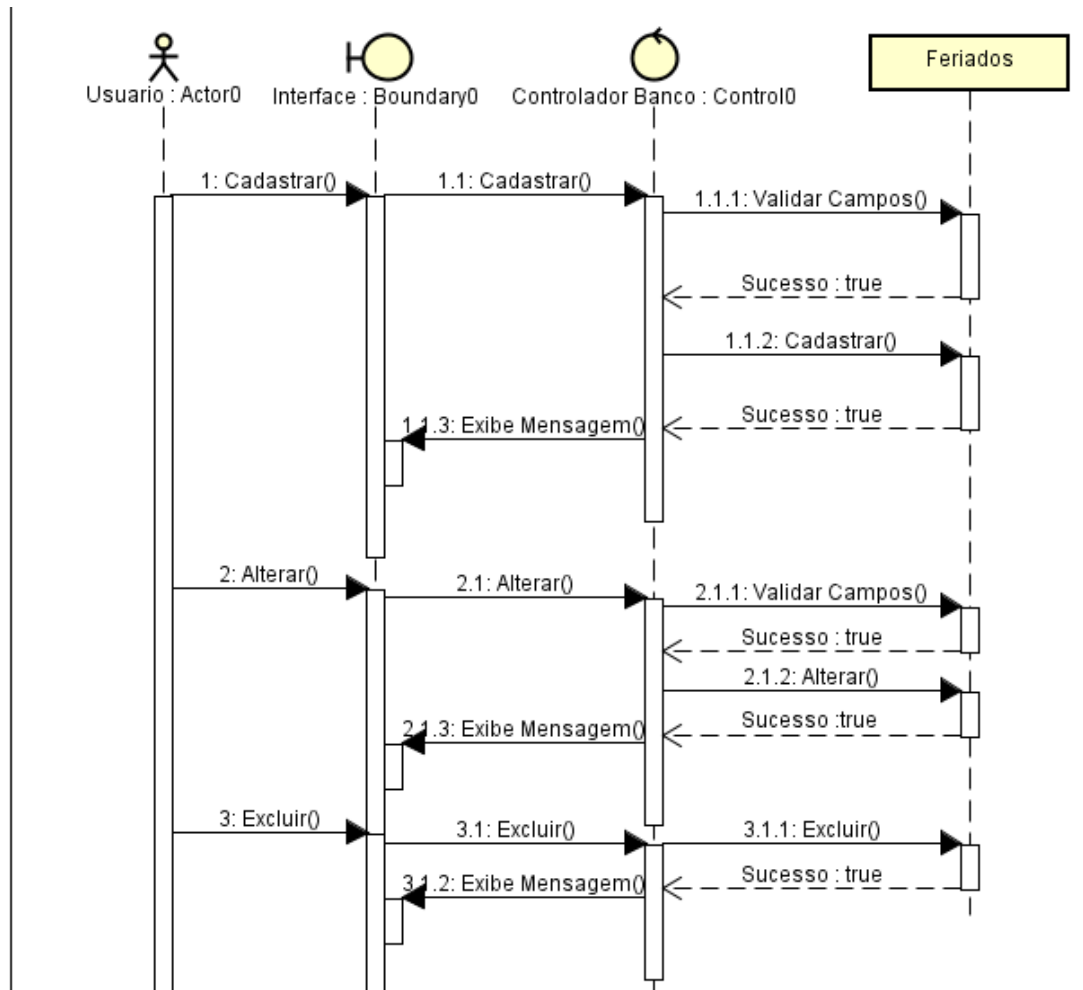 Usuario : Actor0
Interface : Boundary0
Controlador Banco : Control0
Feriados
1: Cadastrar()
1.1: Cadastrar()
1.1.1: Validar Campos()
Sucesso : true
1.1.2: Cadastrar()
Sucesso : true
1.1.3: Exibe Mensagem()
2: Alterar()
2.1: Alterar()
2.1.1: Validar Campos()
Sucesso : true
2.1.2: Alterar()
Sucesso :true
2.1.3: Exibe Mensagem()
3: Excluir()
3.1: Excluir()
3.1.1: Excluir()
Sucesso : true
3.1.2: Exibe Mensagem()